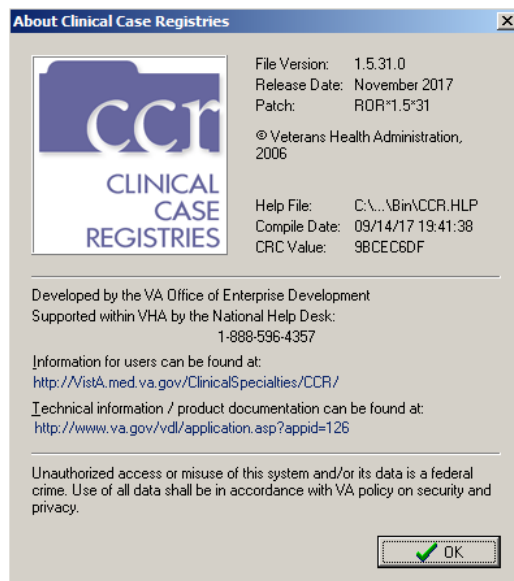 About Clinical Case Registries
ccr
CLINICAL
CASE
REGISTRIES
File Version: 1.5.31.0
Release Date: November 2017
Patch: ROR*1.5*31
© Veterans Health Administration,
2006
Help File: C:\...\Bin\CCR.HLP
Compile Date: 09/14/17 19:41:38
CRC Value: 9BCEC6DF
Developed by the VA Office of Enterprise Development
Supported within VHA by the National Help Desk:
1-888-596-4357
Information for users can be found at:
http://VistA.med.va.gov/ClinicalSpecialties/CCR/
Technical information / product documentation can be found at:
http://www.va.gov/vdl/application.asp?appid=126
Unauthorized access or misuse of this system and/or its data is a federal
crime. Use of all data shall be in accordance with VA policy on security and
privacy.
OK